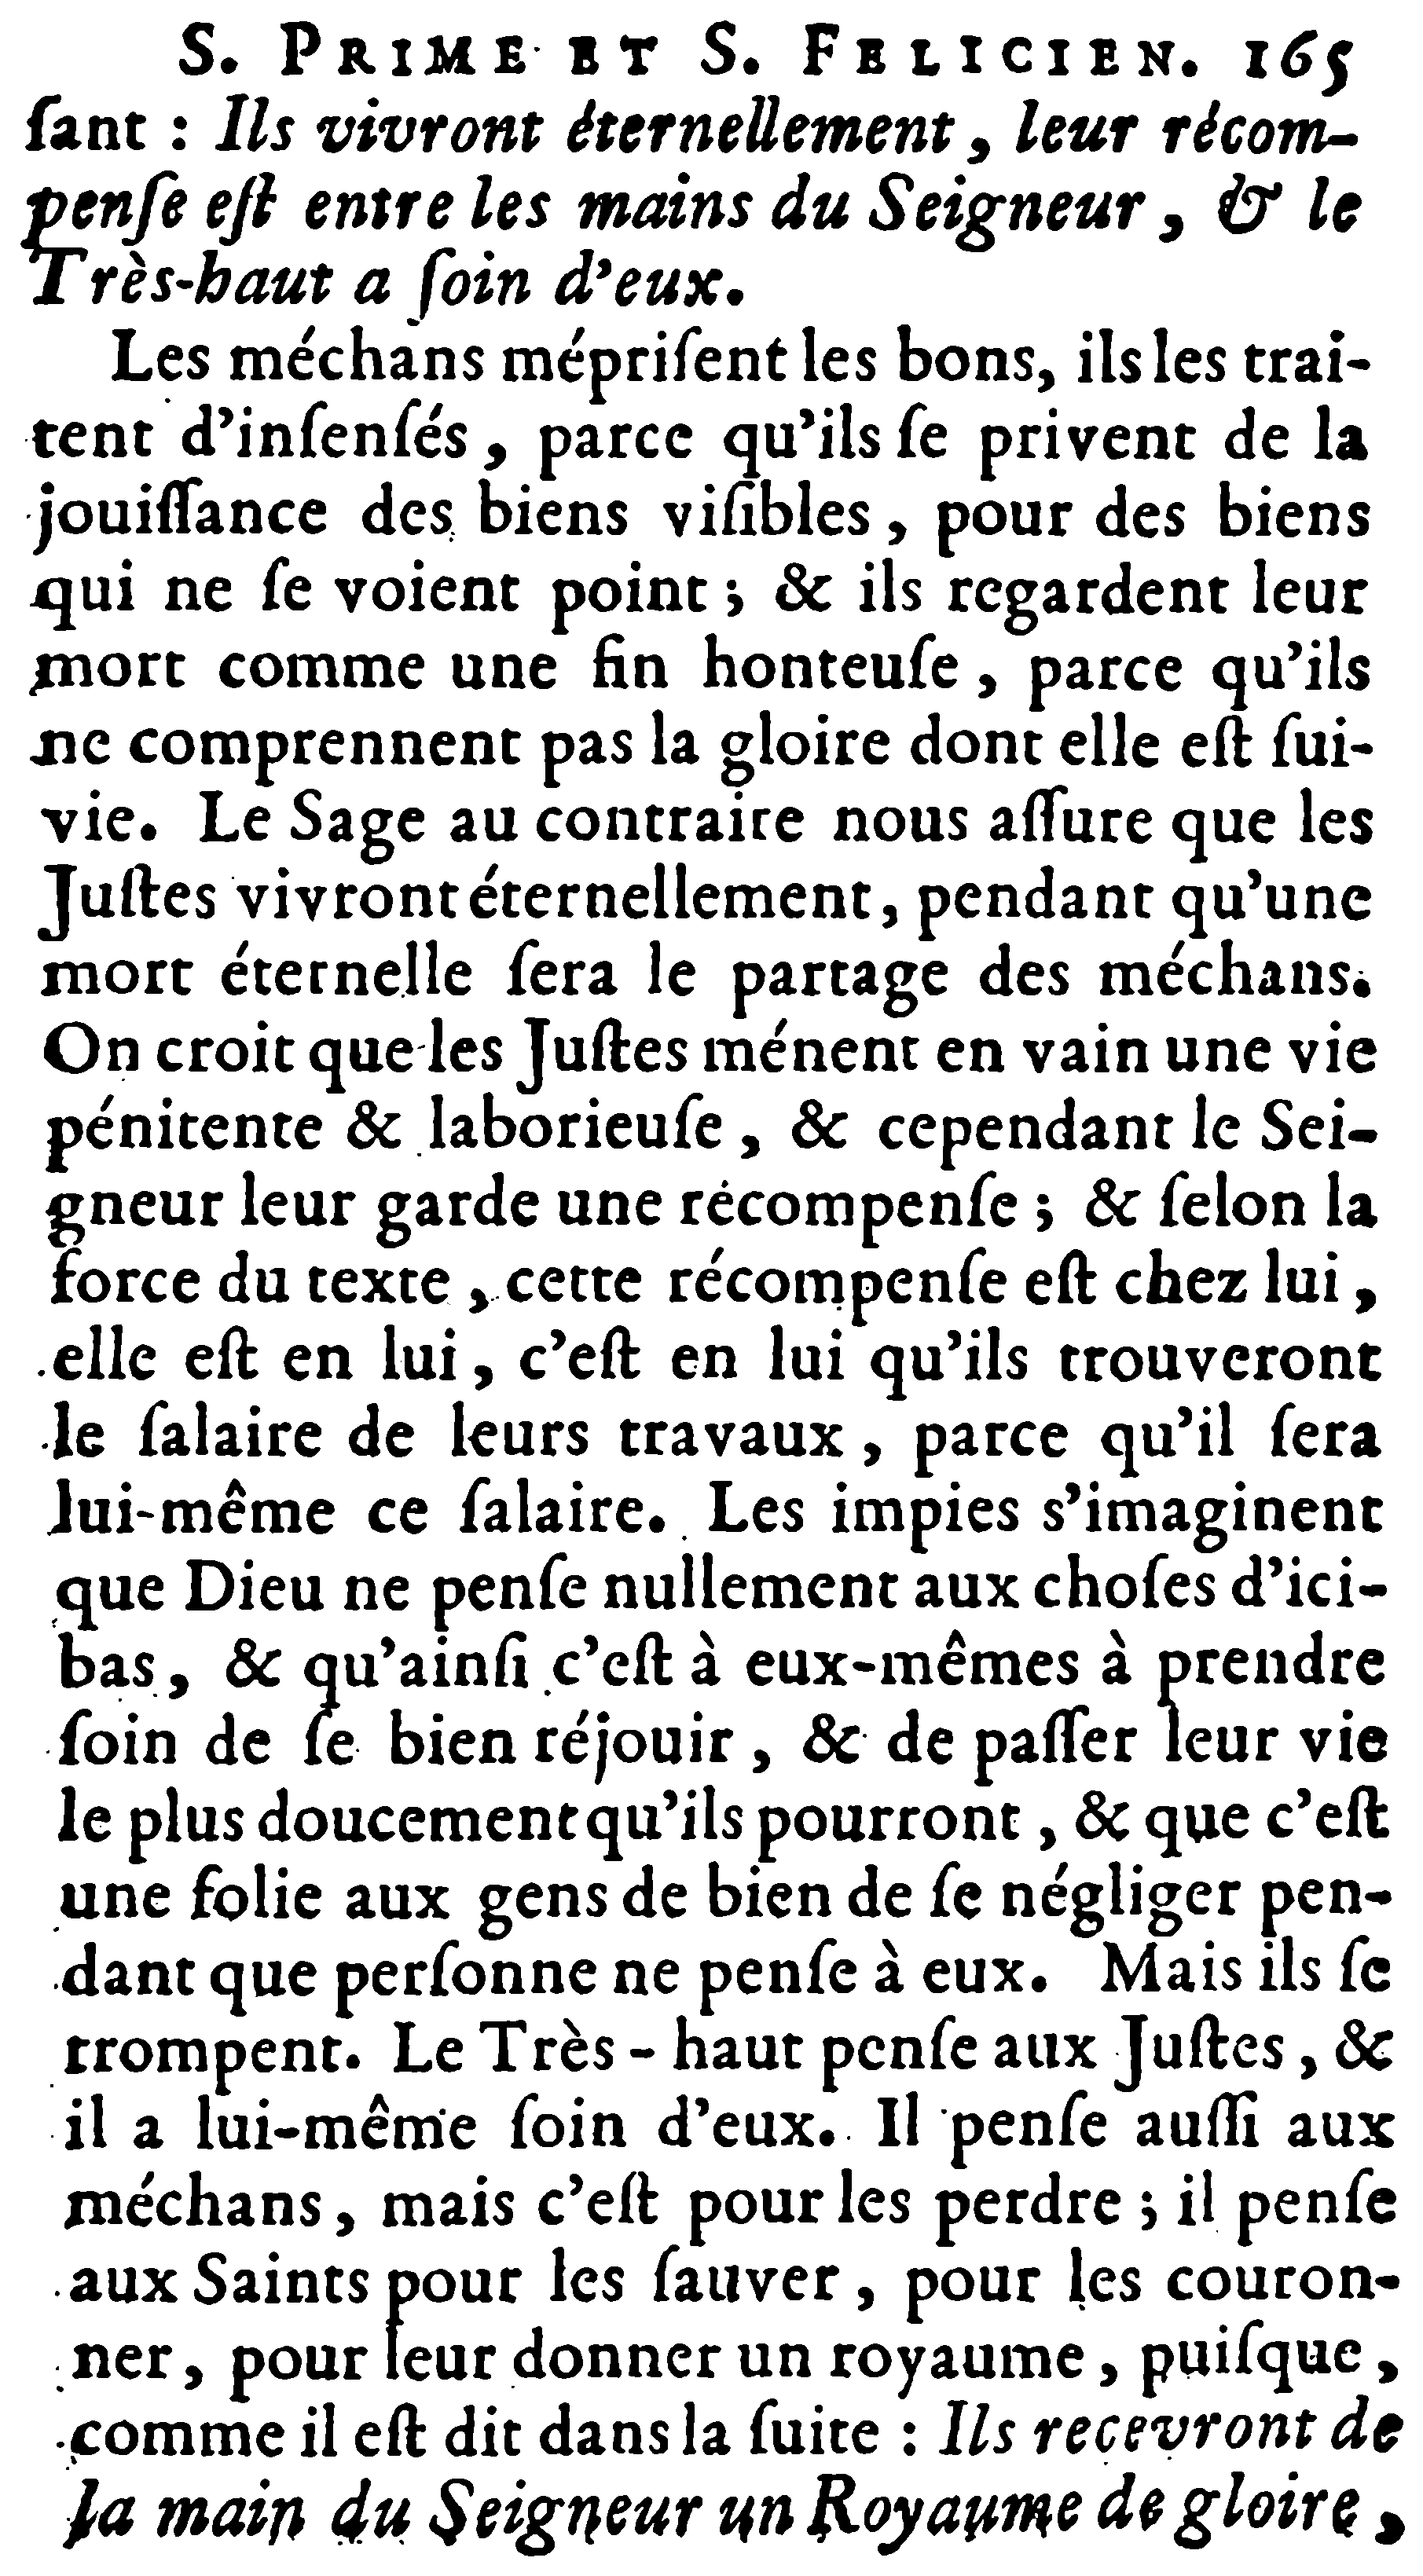 S. PRIME ET S. FELICIEN. 165
ſant : Ils vivront éternellement, leur récom-
penſe eſt entre les mains du Seigneur, & le
Très-haut a ſoin d'eux.
Les méchans mépriſent les bons, ils les trai-
tent d'inſenſés, parce qu'ils ſe privent de la
jouiſſance des biens viſibles, pour des biens
qui ne ſe voient point ; & ils regardent leur
mort comme une fin honteuſe, parce qu'ils
ne comprennent pas la gloire dont elle eſt ſui-
vie. Le Sage au contraire nous aſſure que les
Juſtes vivront éternellement, pendant qu'une
mort éternelle ſera le partage des méchans.
On croit que les Juſtes ménent en vain une vie
pénitente & laborieuſe, & cependant le Sei-
gneur leur garde une récompenſe ; & ſelon la
force du texte, cette récompenſe eſt chez lui,
elle eſt en lui, c'eſt en lui qu'ils trouveront
le ſalaire de leurs travaux, parce qu'il ſera
lui-même ce ſalaire. Les impies s'imaginent
que Dieu ne penſe nullement aux choſes d'ici-
bas, & qu'ainſi c'eſt à eux-mêmes à prendre
ſoin de ſe bien réjouir, & de paſſer leur vie
le plus doucement qu'ils pourront, & que c'eſt
une folie aux gens de bien de ſe négliger pen-
dant que perſonne ne penſe à eux. Mais ils ſe
trompent. Le Très-haut penſe aux Juſtes, &
il a lui-même ſoin d'eux. Il penſe auſſi aux
méchans, mais c'eſt pour les perdre ; il penſe
aux Saints pour les ſauver, pour les couron-
ner, pour leur donner un royaume, puiſque,
comme il eſt dit dans la ſuite : Ils recevront de
la main du Seigneur un Royaume de gloire,